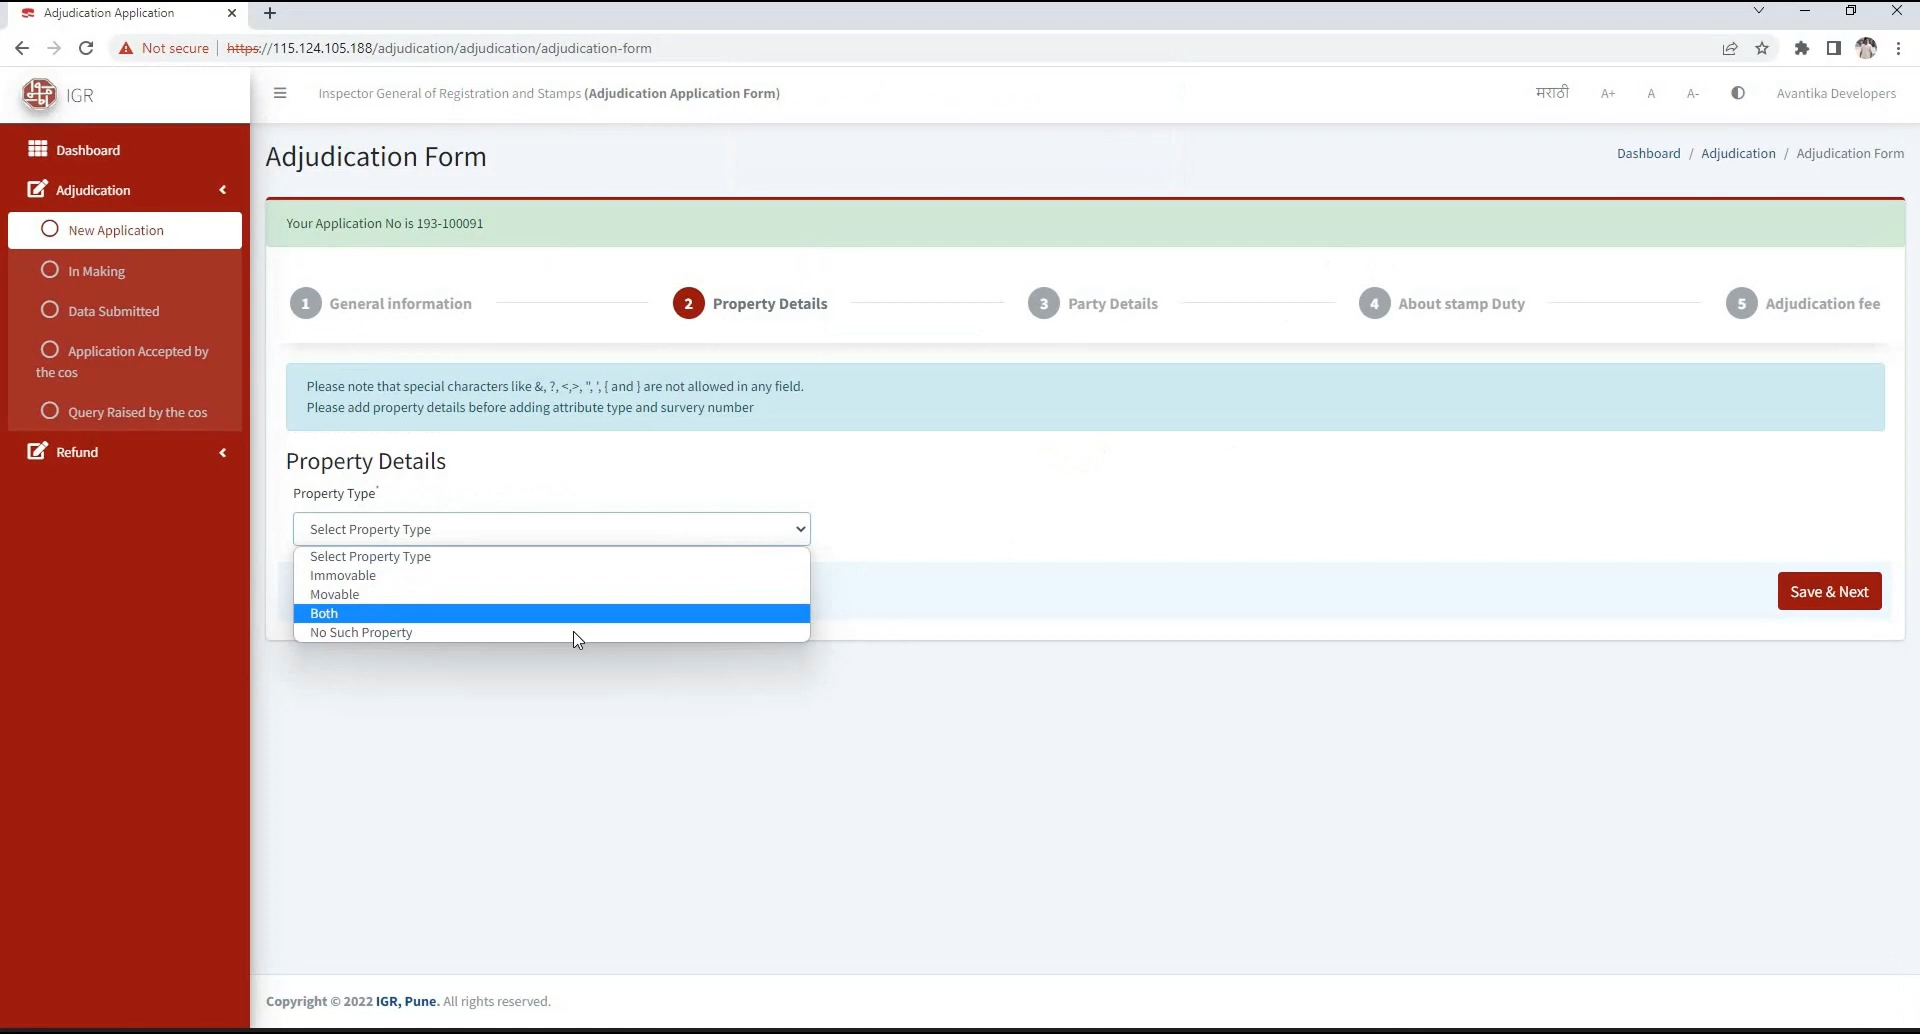 Adjudication Application
Not secure
https://115.124.105.188/adjudication/adjudication/adjudication-form
IGR
Inspector General of Registration and Stamps (Adjudication Application Form)
मराठी
A+
A
A-
Avantika Developers
Dashboard
Adjudication
New Application
In Making
Data Submitted
Application Accepted by
the cos
Query Raised by the cos
Refund
Adjudication Form
Dashboard / Adjudication / Adjudication Form
Your Application No is 193-100091
1 General information
2 Property Details
3 Party Details
4 About stamp Duty
5 Adjudication fee
Please note that special characters like &, ?, <,>, ", ', { and } are not allowed in any field.
Please add property details before adding attribute type and survery number
Property Details
Property Type*
Select Property Type
Select Property Type
Immovable
Movable
Both
No Such Property
Save & Next
Copyright © 2022 IGR, Pune. All rights reserved.